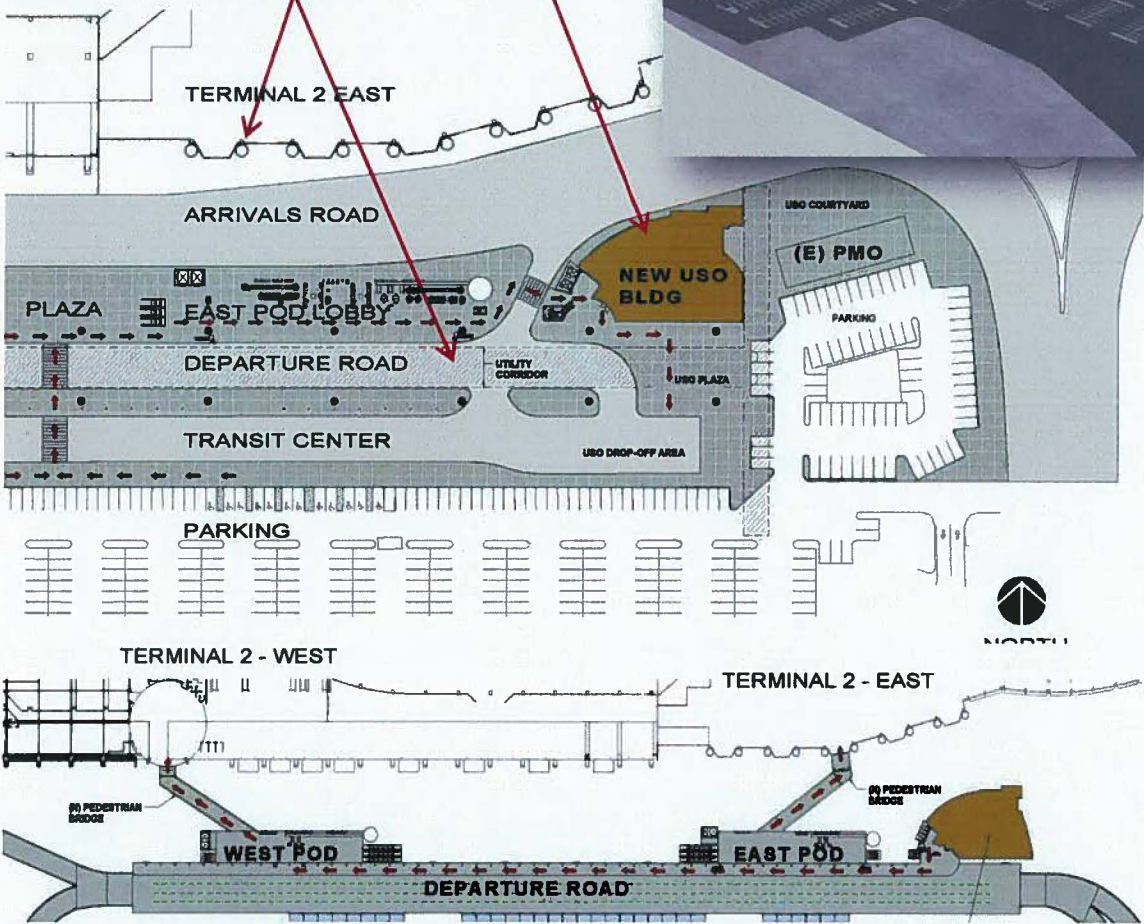 TERMINAL 2 EAST
ARRIVALS ROAD
USO COURTYARD
(E) PMO
NEW USO
BLDG
PLAZA
EAST POD LOBBY
PARKING
DEPARTURE ROAD
UTILITY
CORRIDOR
USO PLAZA
TRANSIT CENTER
USO DROP-OFF AREA
PARKING
NORTH
TERMINAL 2 - WEST
TERMINAL 2 - EAST
(N) PEDESTRIAN
BRIDGE
(N) PEDESTRIAN
BRIDGE
WEST POD
EAST POD
DEPARTURE ROAD